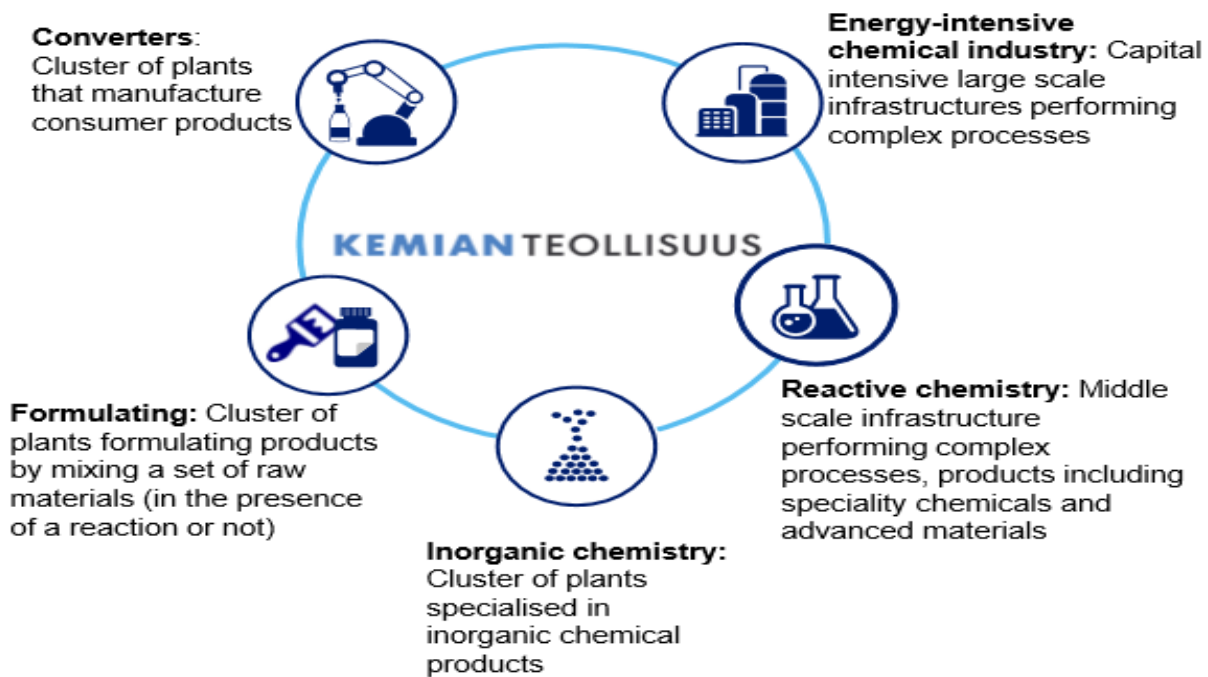 Converters:
Cluster of plants
that manufacture
consumer products
Energy-intensive
chemical industry: Capital
intensive large scale
infrastructures performing
complex processes
KEMIAN TEOLLISUUS
Reactive chemistry: Middle
scale infrastructure
performing complex
processes, products including
speciality chemicals and
advanced materials
Formulating: Cluster of
plants formulating products
by mixing a set of raw
materials (in the presence
of a reaction or not)
Inorganic chemistry:
Cluster of plants
specialised in
inorganic chemical
products